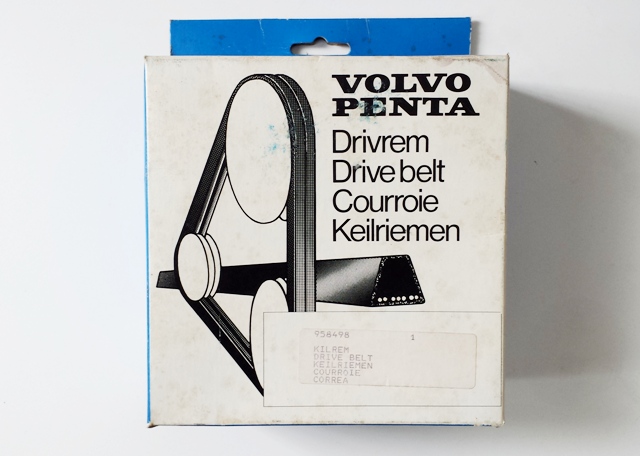 VOLVO
PENTA
Drivrem
Drive belt
Courroie
Keilriemen
958498 1
KILREM
DRIVE BELT
KEILRIEMEN
COURROIE
CORREA